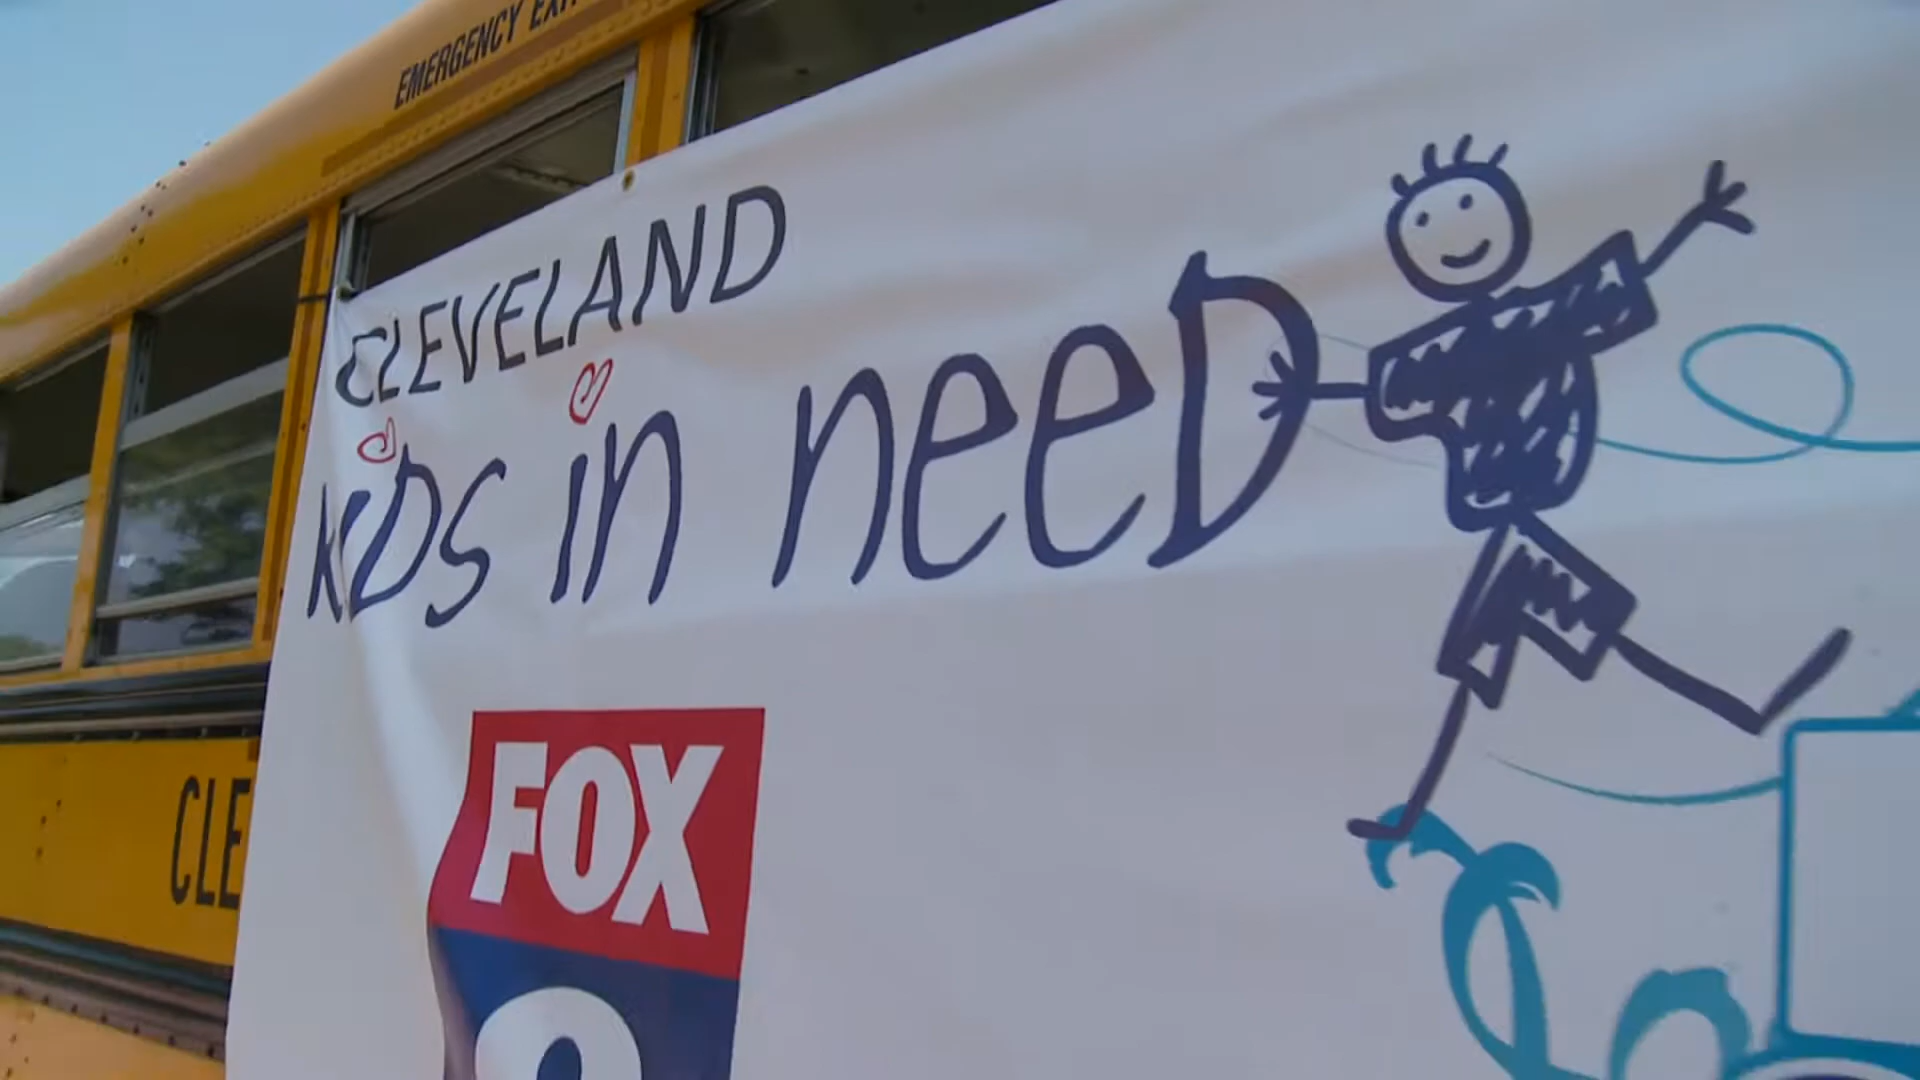 EMERGENCY EXI
CLEVELAND
KiDs in neeD
FOX
CLE